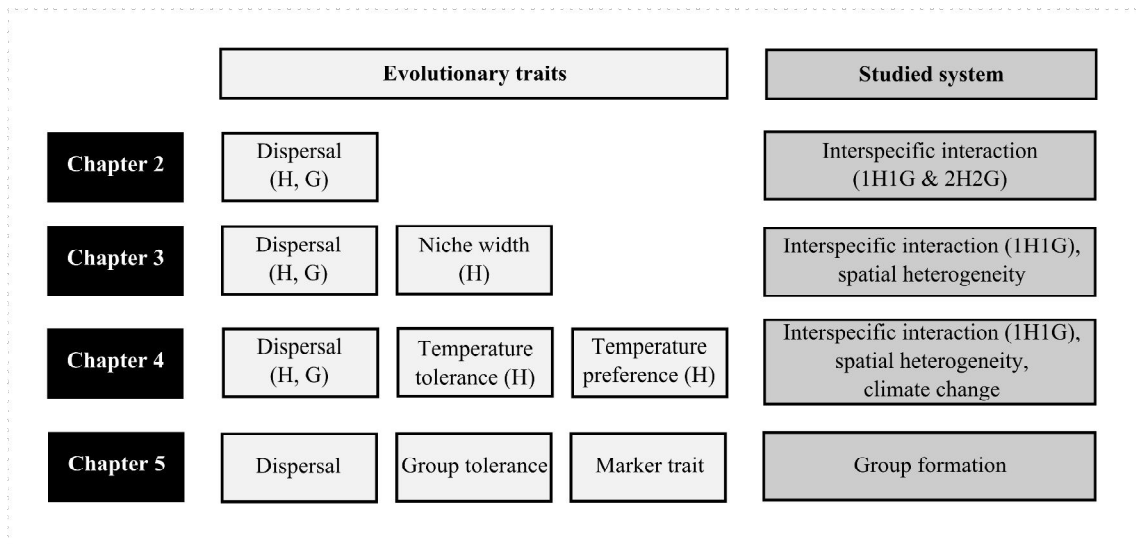 Evolutionary traits
Studied system
Chapter 2
Dispersal
(H, G)
Interspecific interaction
(1H1G & 2H2G)
Chapter 3
Dispersal
(H, G)
Niche width
(H)
Interspecific interaction (1H1G),
spatial heterogeneity
Chapter 4
Dispersal
(H, G)
Temperature
tolerance (H)
Temperature
preference (H)
Interspecific interaction (1H1G),
spatial heterogeneity,
climate change
Chapter 5
Dispersal
Group tolerance
Marker trait
Group formation